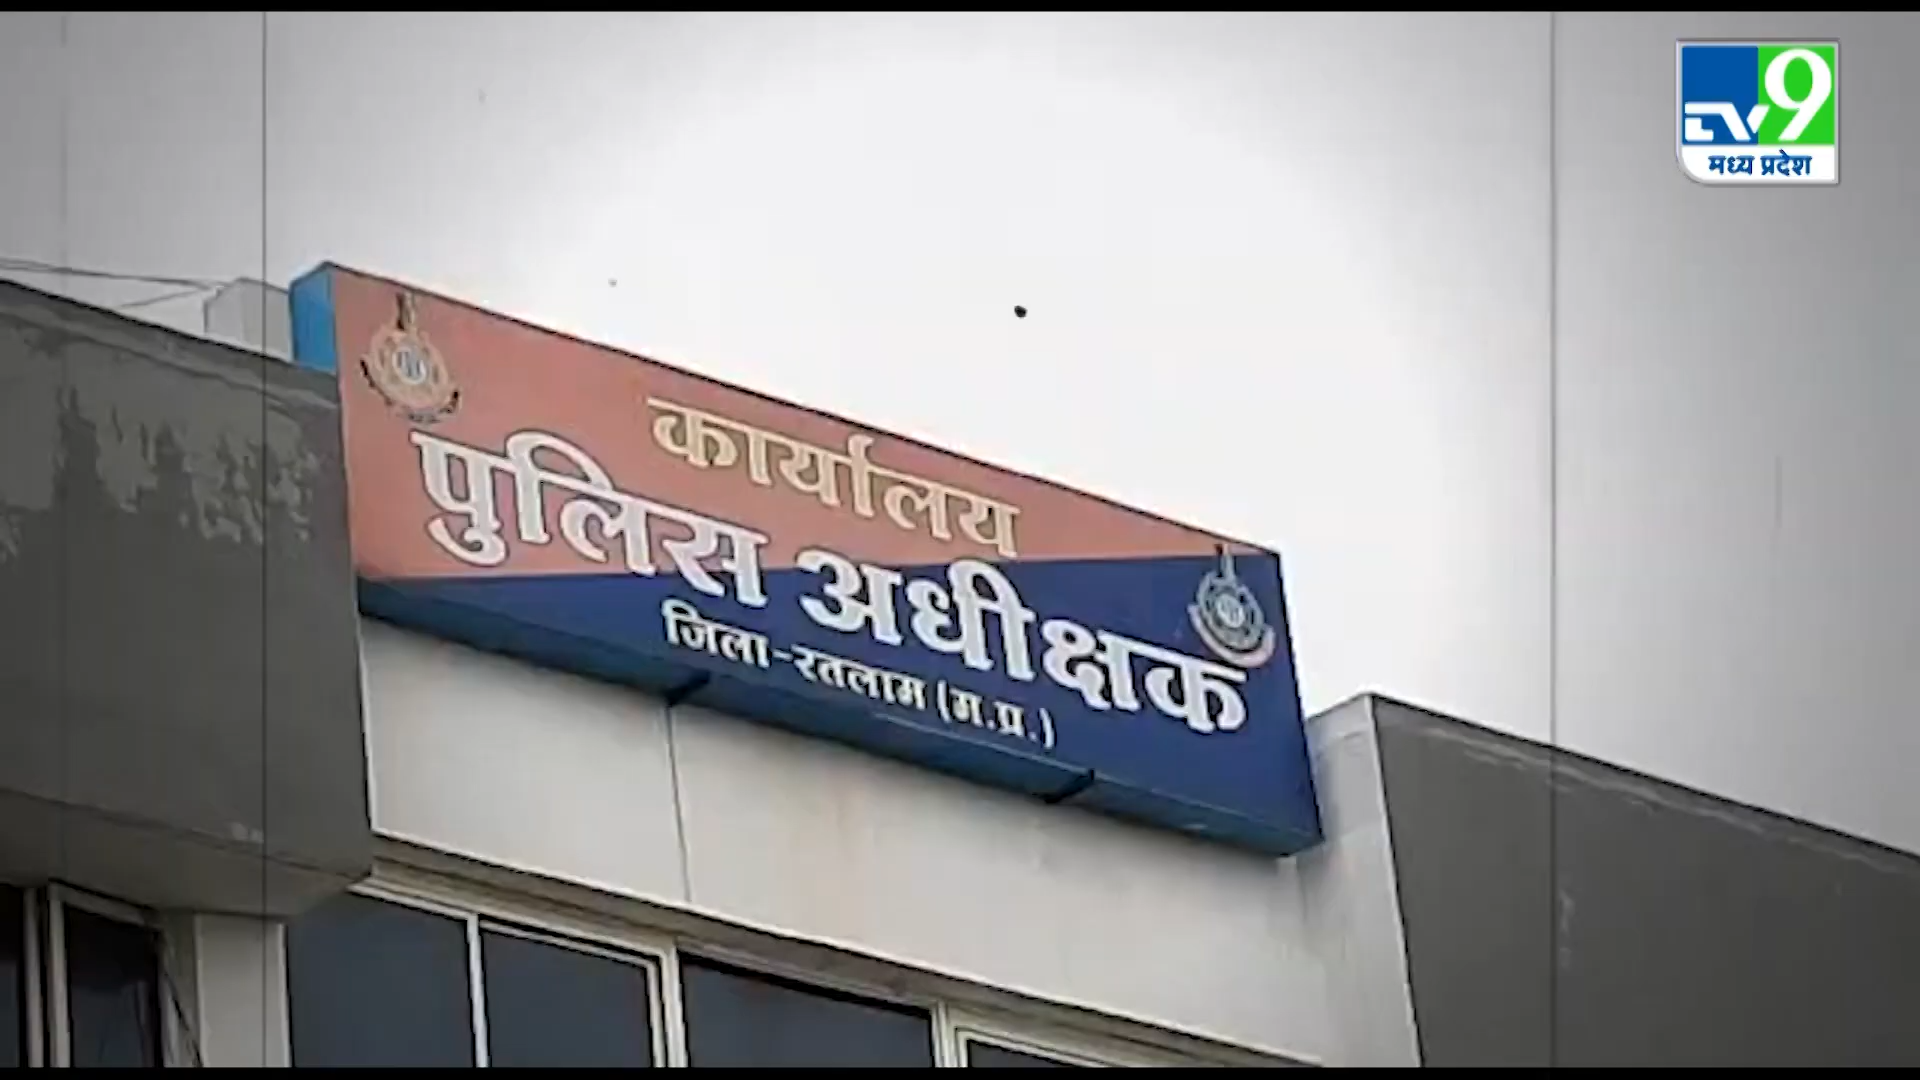 TV9
मध्य प्रदेश
कार्यालय
पुलिस अधीक्षक
जिला-रतलाम (म.प्र.)